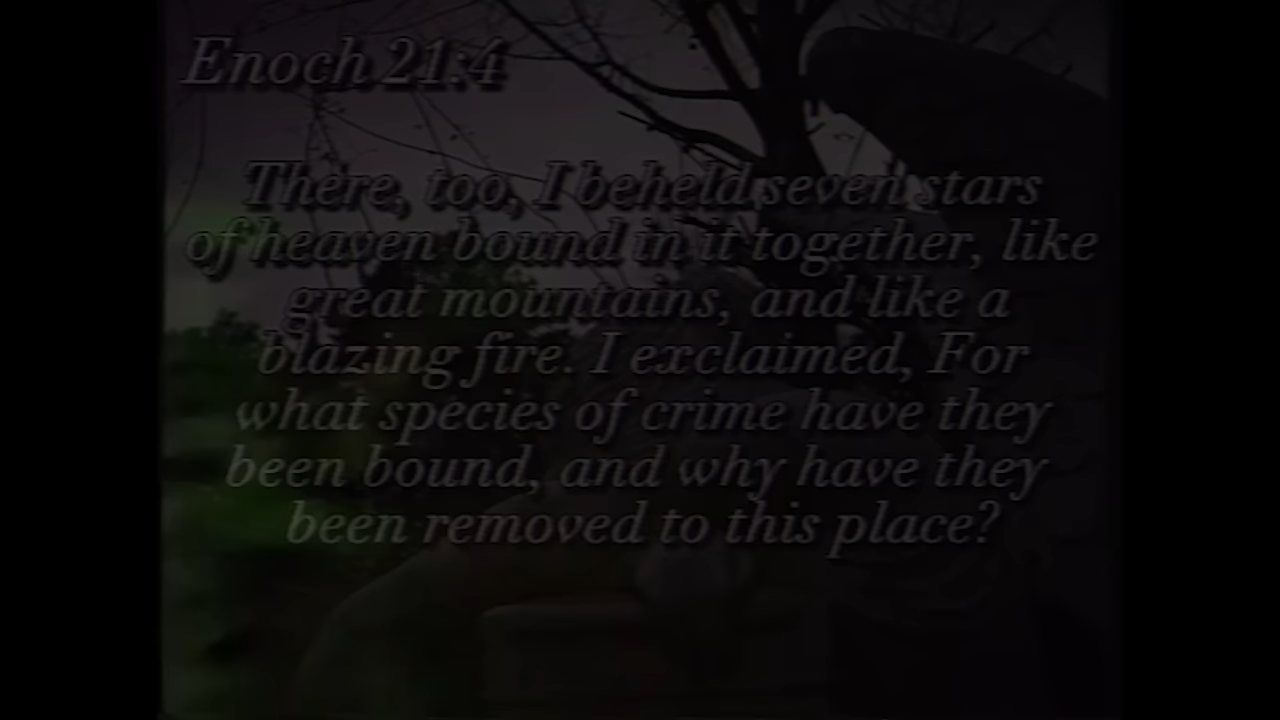 Enoch 21:4
There, too, I beheld seven stars
of heaven bound in it together, like
great mountains, and like a
blazing fire. I exclaimed, For
what species of crime have they
been bound, and why have they
been removed to this place?